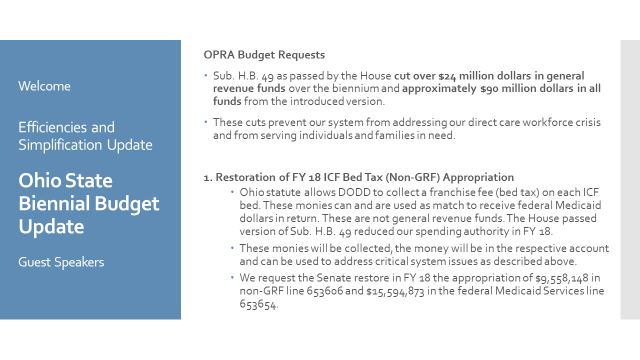 Welcome
Efficiencies and
Simplification Update
Ohio State
Biennial Budget
Update
Guest Speakers
OPRA Budget Requests
• Sub. H.B. 49 as passed by the House cut over $24 million dollars in general
revenue funds over the biennium and approximately $90 million dollars in all
funds from the introduced version.
• These cuts prevent our system from addressing our direct care workforce crisis
and from serving individuals and families in need.
1. Restoration of FY 18 ICF Bed Tax (Non-GRF) Appropriation
• Ohio statute allows DODD to collect a franchise fee (bed tax) on each ICF
bed. These monies can and are used as match to receive federal Medicaid
dollars in return. These are not general revenue funds. The House passed
version of Sub. H.B. 49 reduced our spending authority in FY 18.
• These monies will be collected, the money will be in the respective account
and can be used to address critical system issues as described above.
• We request the Senate restore in FY 18 the appropriation of $9,558,148 in
non-GRF line 653606 and $15,594,873 in the federal Medicaid Services line
653654.